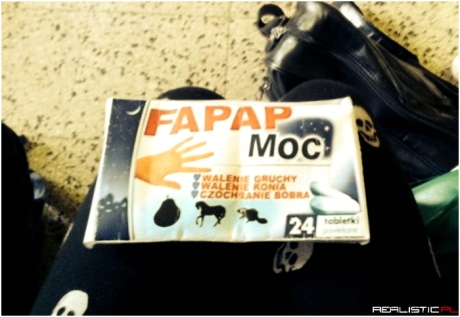 FAPAP
Moc
WALENIE GRUCHY
WALENIE KONIA
CZOCHRANIE BOBRA
24 tabletki
powlekane
REALISTIC.PL